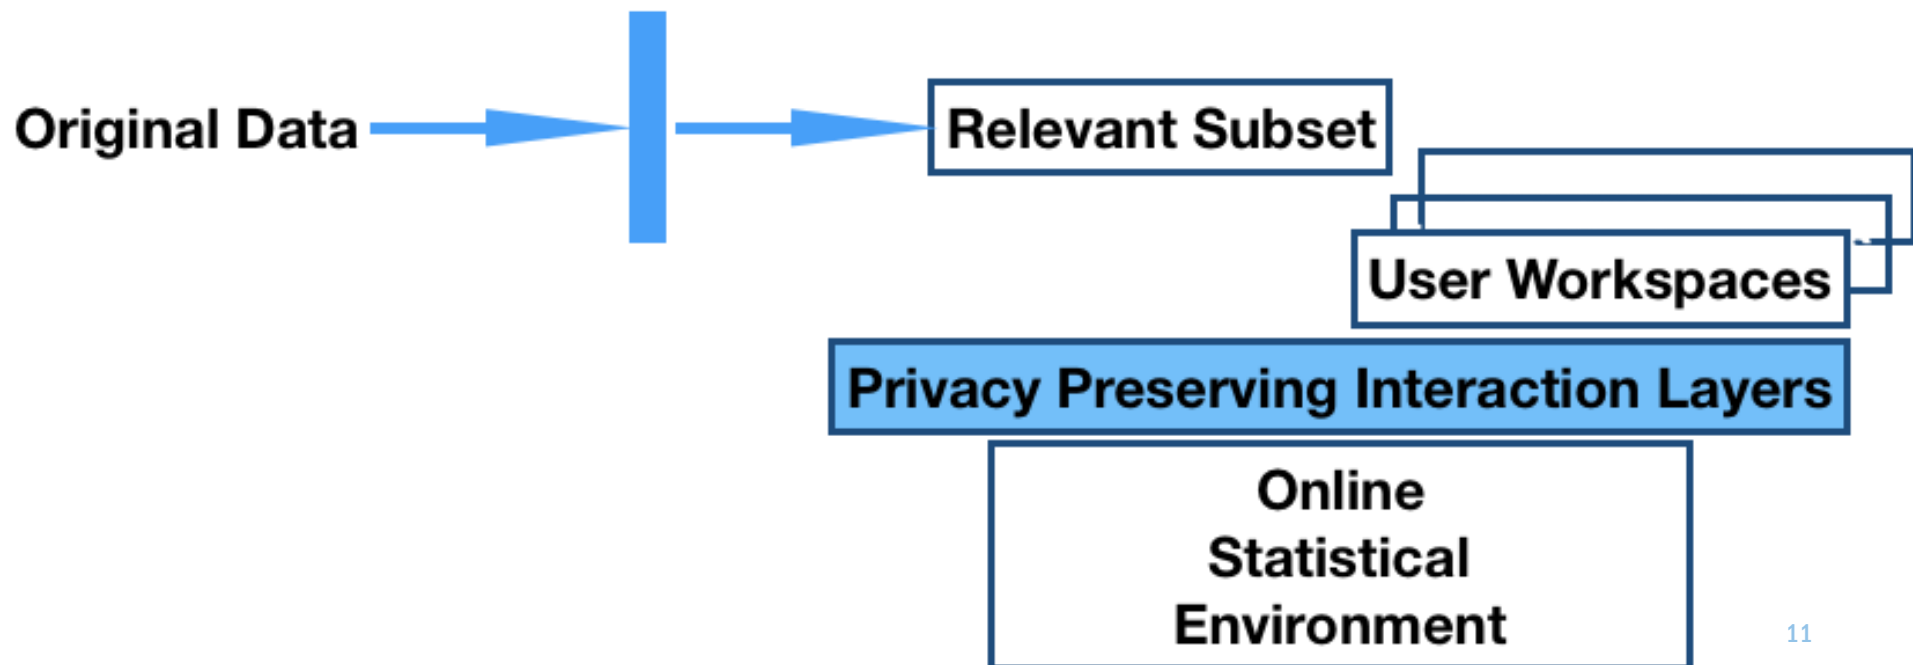 Original Data
Relevant Subset
User Workspaces
Privacy Preserving Interaction Layers
Online
Statistical
Environment
11